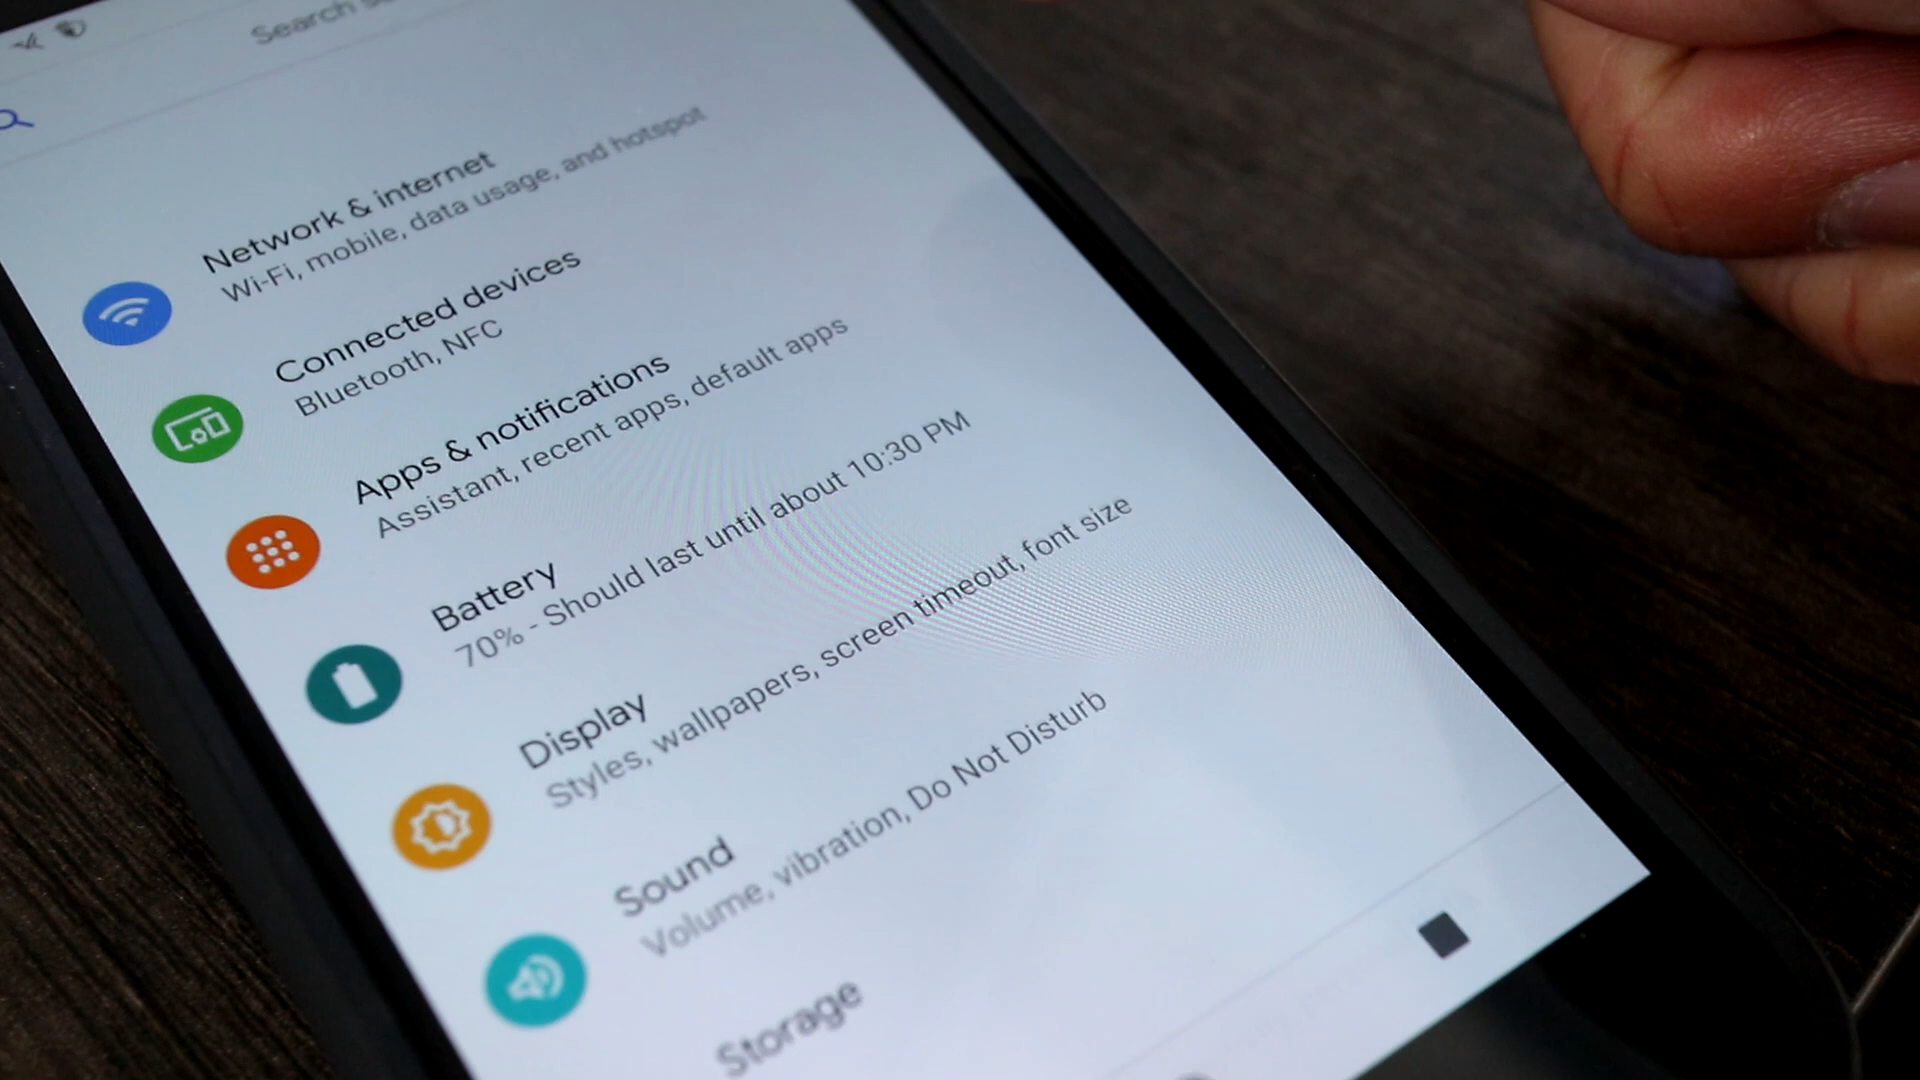 Search
Network & internet
Wi-Fi, mobile, data usage, and hotspot
Connected devices
Bluetooth, NFC
Apps & notifications
Assistant, recent apps, default apps
Battery
70% - Should last until about 10:30 PM
Display
Styles, wallpapers, screen timeout, font size
Sound
Volume, vibration, Do Not Disturb
Storage